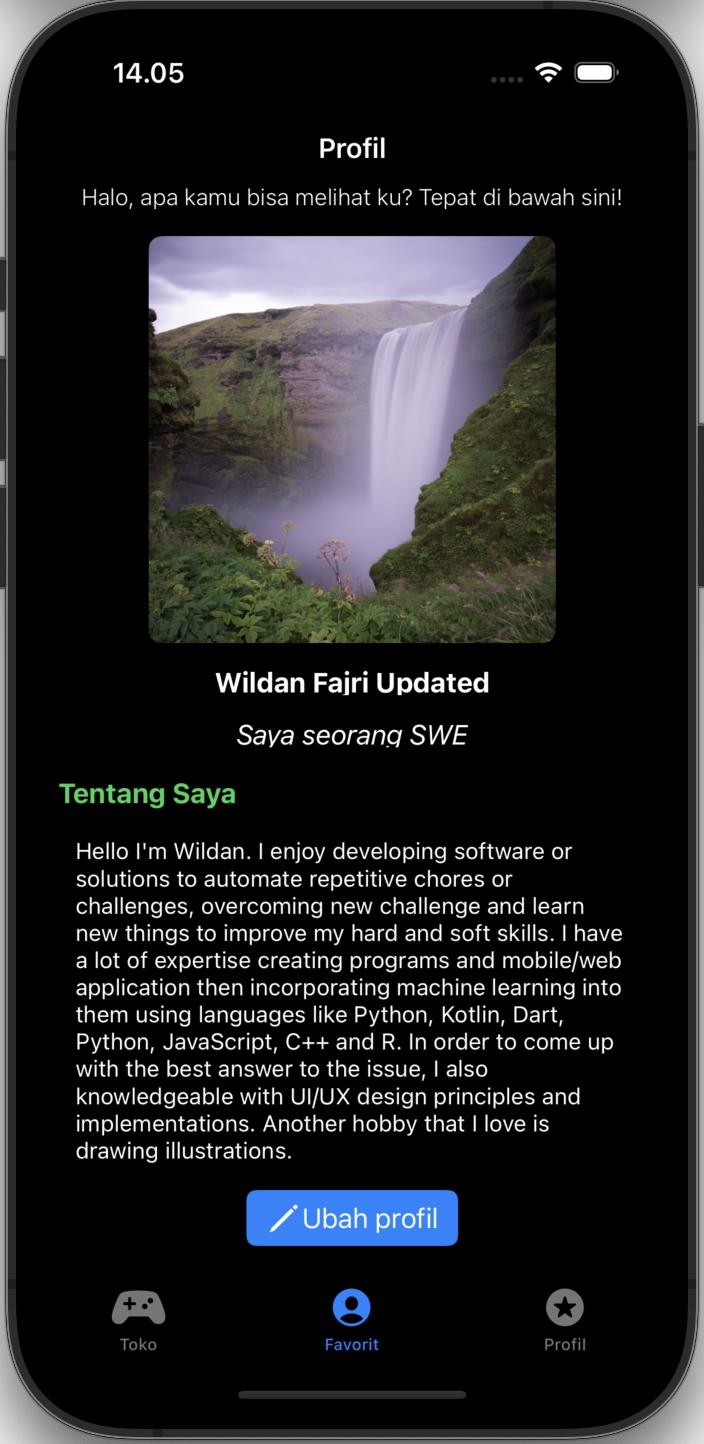 14.05
Profil
Halo, apa kamu bisa melihat ku? Tepat di bawah sini!
Wildan Fajri Updated
Saya seorang SWE
Tentang Saya
Hello I'm Wildan. I enjoy developing software or
solutions to automate repetitive chores or
challenges, overcoming new challenge and learn
new things to improve my hard and soft skills. I have
a lot of expertise creating programs and mobile/web
application then incorporating machine learning into
them using languages like Python, Kotlin, Dart,
Python, JavaScript, C++ and R. In order to come up
with the best answer to the issue, I also
knowledgeable with UI/UX design principles and
implementations. Another hobby that I love is
drawing illustrations.
Ubah profil
Toko
Favorit
Profil